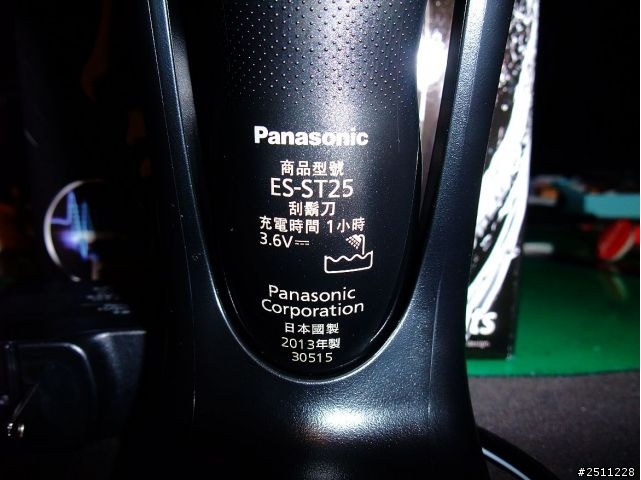 Panasonic
商品型號
ES-ST25
刮鬍刀
充電時間 1小時
3.6V
Panasonic
Corporation
日本國製
2013年製
30515
#2511228